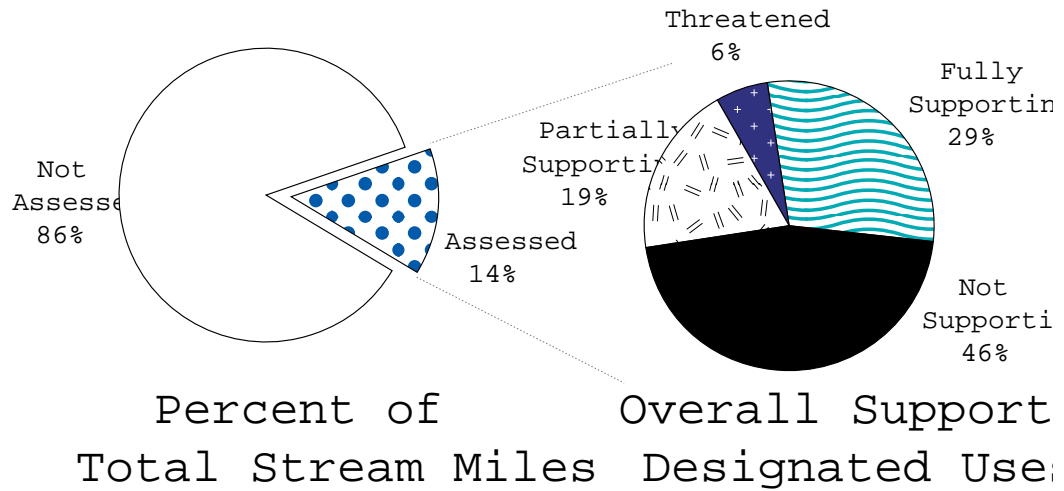 Threatened
6%
Fully
Supportin
29%
Partially
Supporti
19%
Not
Assesse
86%
Assessed
14%
Not
Supporti
46%
Percent of
Total Stream Miles
Overall Support
Designated Uses